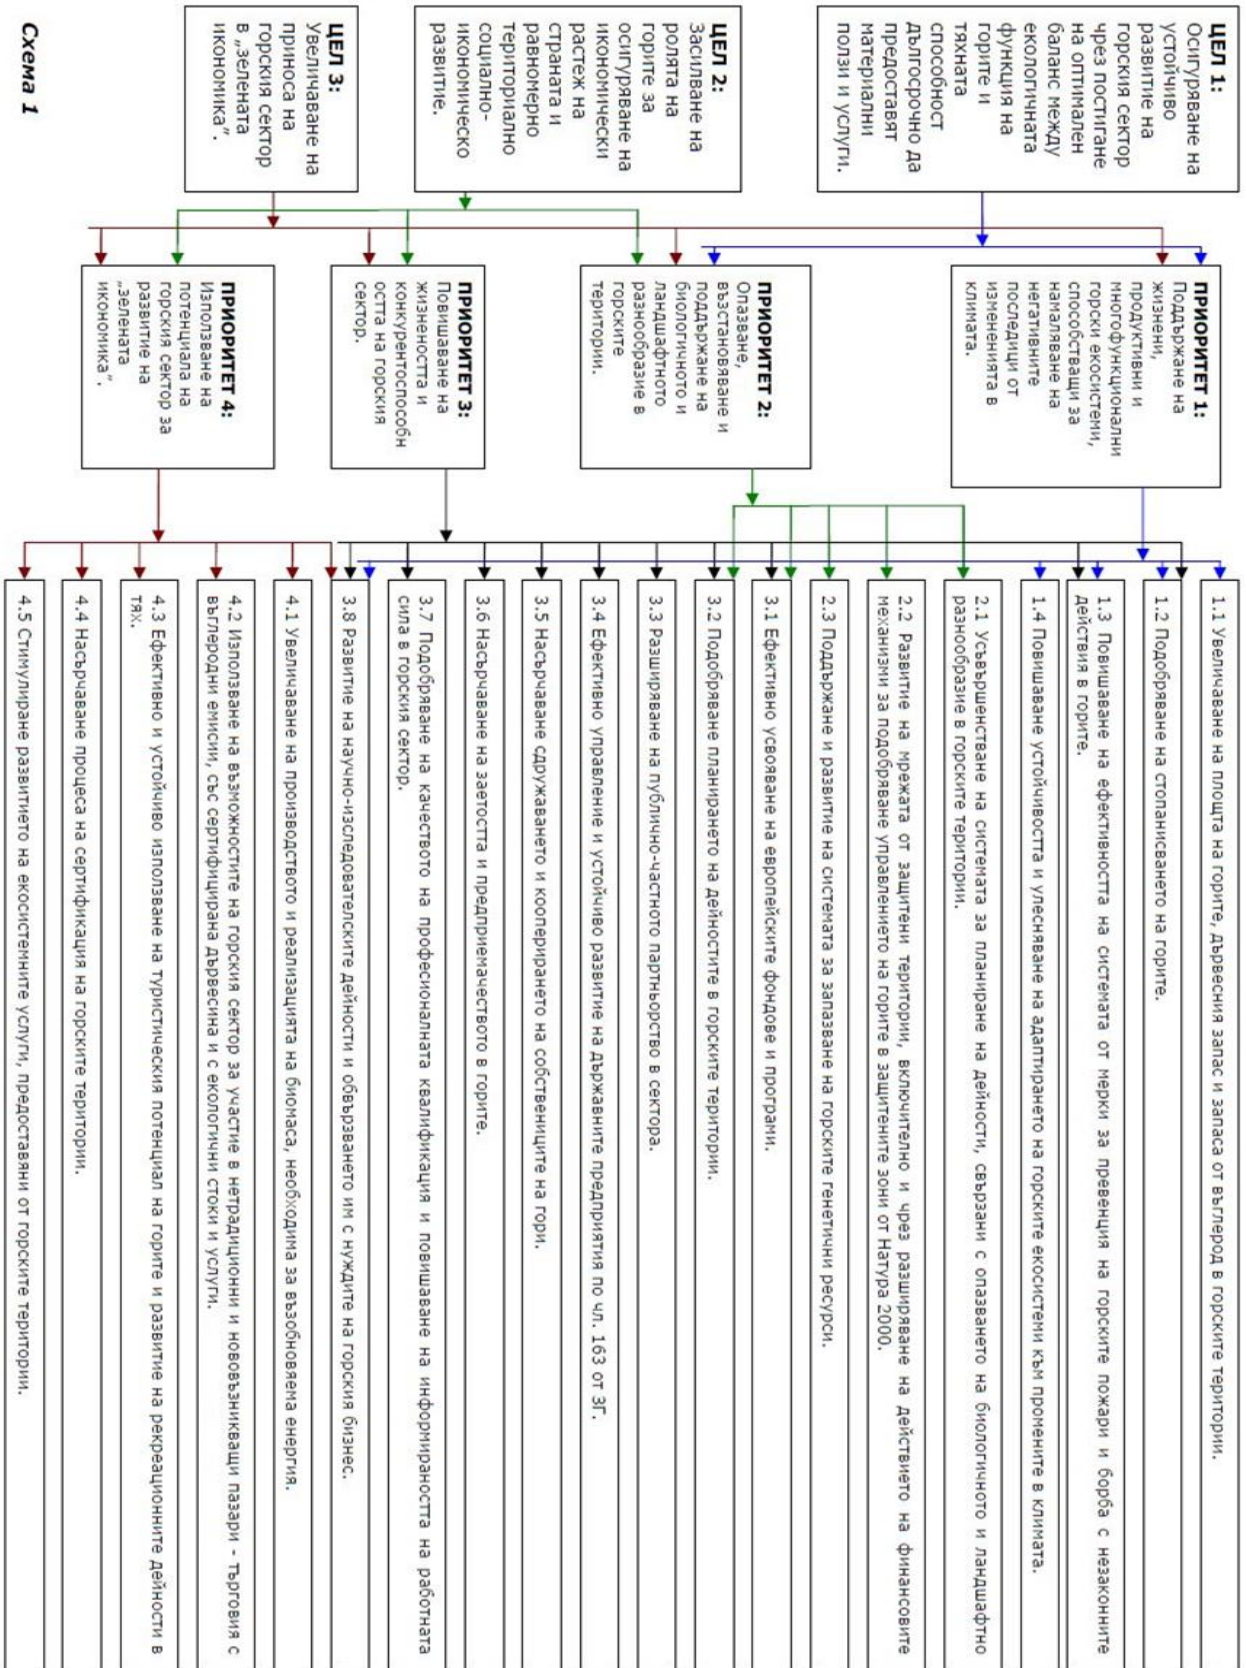 ЦЕЛ 1:
Осигуряване на
устойчиво
развитие на
горския сектор
чрез постигане
на оптимален
баланс между
екологичната
функция на
горите и
тяхната
способност
дългосрочно да
предоставят
материални
ползи и услуги.
ЦЕЛ 2:
Засилване на
ролята на
горите за
осигуряване на
икономически
растеж на
страната и
равномерно
териториално
социално-
икономическо
развитие.
ЦЕЛ 3:
Увеличаване на
приноса на
горския сектор
в „зелената
икономика”.
ПРИОРИТЕТ 1:
Поддържане на
жизнени,
продуктивни и
многофункционални
горски екосистеми,
способстващи за
намаляване на
негативните
последици от
измененията в
климата.
ПРИОРИТЕТ 2:
Опазване,
възстановяване и
поддържане на
биологичното и
ландшафтното
разнообразие в
горските
територии.
ПРИОРИТЕТ 3:
Повишаване на
жизнеността и
конкурентоспособн
остта на горския
сектор.
ПРИОРИТЕТ 4:
Използване на
потенциала на
горския сектор за
развитие на
„зелената
икономика”.
1.1 Увеличаване на площта на горите, дървесния запас и запаса от въглерод в горските територии.
1.2 Подобряване на стопанисването на горите.
1.3 Повишаване на ефективността на системата от мерки за превенция на горските пожари и борба с незаконните
действия в горите.
1.4 Повишаване устойчивостта и улесняване на адаптирането на горските екосистеми към промените в климата.
2.1 Усъвършенстване на системата за планиране на дейности, свързани с опазването на биологичното и ландшафтно
разнообразие в горските територии.
2.2 Развитие на мрежата от защитени територии, включително и чрез разширяване на действието на финансовите
механизми за подобряване управлението на горите в защитените зони от Натура 2000.
2.3 Поддържане и развитие на системата за запазване на горските генетични ресурси.
3.1 Ефективно усвояване на европейските фондове и програми.
3.2 Подобряване планирането на дейностите в горските територии.
3.3 Разширяване на публично-частното партньорство в сектора.
3.4 Ефективно управление и устойчиво развитие на държавните предприятия по чл. 163 от ЗГ.
3.5 Насърчаване сдружаването и кооперирането на собствениците на гори.
3.6 Насърчаване на заетостта и предприемачеството в горите.
3.7 Подобряване на качеството на професионалната квалификация и повишаване на информираността на работната
сила в горския сектор.
3.8 Развитие на научно-изследователските дейности и обвързването им с нуждите на горския бизнес.
4.1 Увеличаване на производството и реализацията на биомаса, необходима за възобновяема енергия.
4.2 Използване на възможностите на горския сектор за участие в нетрадиционни и нововъзникващи пазари - търговия с
въглеродни емисии, със сертифицирана дървесина и с екологични стоки и услуги.
4.3 Ефективно и устойчиво използване на туристическия потенциал на горите и развитие на рекреационните дейности в
тях.
4.4 Насърчаване процеса на сертификация на горските територии.
4.5 Стимулиране развитието на екосистемните услуги, предоставяни от горските територии.
Схема 1